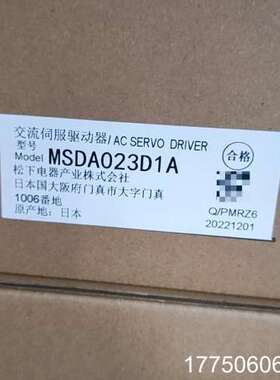 交流伺服驱动器/AC SERVO DRIVER
型号
Model MSDA023D1A
合格
松下电器产业株式会社
日本国大阪府门真市大字门真
1006番地
原产地：日本
Q/PMRZ6
20221201
17750606